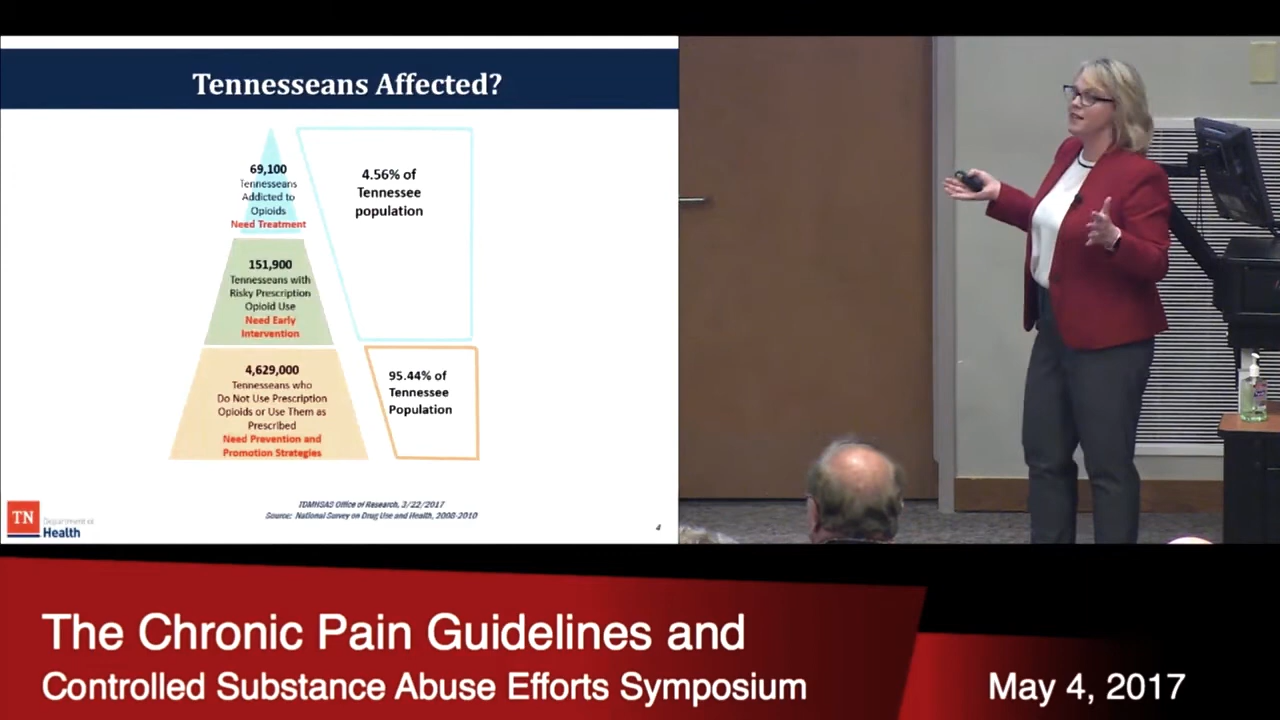 Tennesseans Affected?
69,100
Tennesseans
Addicted to
Opioids
Need Treatment
4.56% of
Tennessee
population
151,900
Tennesseans with
Risky Prescription
Opioid Use
Need Early
Intervention
4,629,000
Tennesseans who
Do Not Use Prescription
Opioids or Use Them as
Prescribed
Need Prevention and
Promotion Strategies
95.44% of
Tennessee
Population
TDMHSAS Office of Research, 3/22/2017
Source: National Survey on Drug Use and Health, 2008-2010
4
TN
Department of
Health
The Chronic Pain Guidelines and
Controlled Substance Abuse Efforts Symposium
May 4, 2017